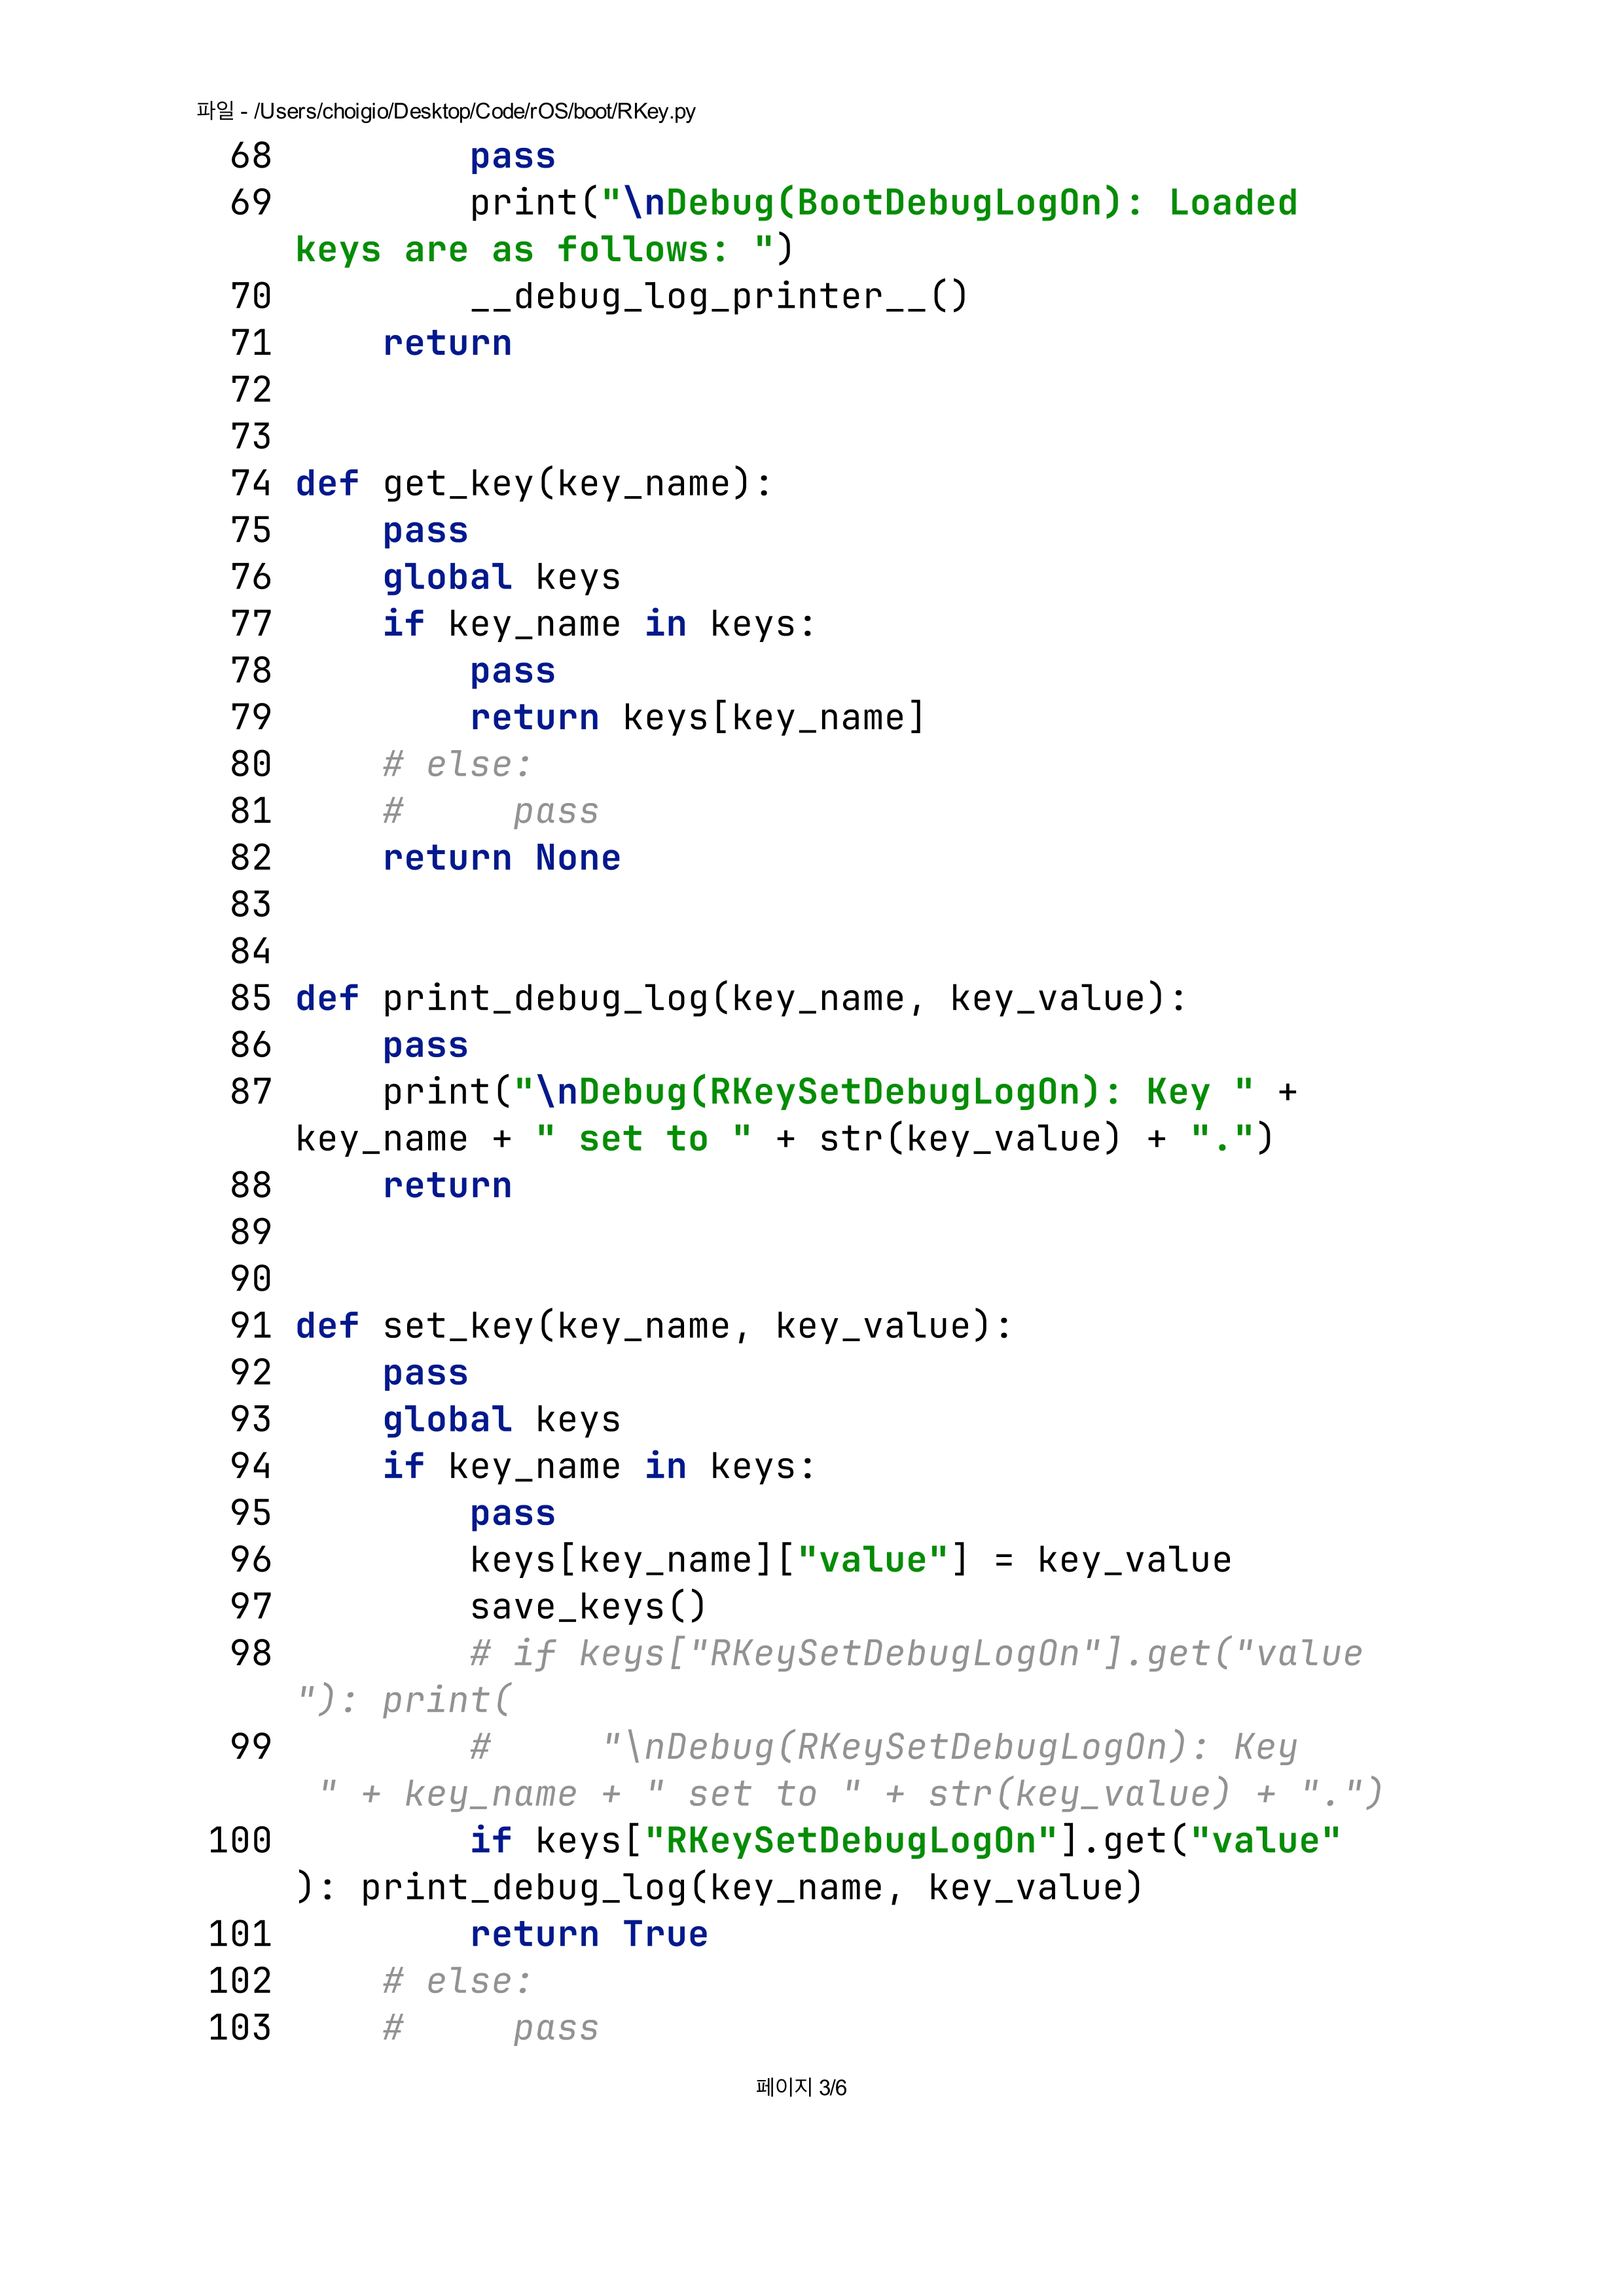 파일 - /Users/choigio/Desktop/Code/rOS/boot/RKey.py
68         pass
69         print("\nDebug(BootDebugLogOn): Loaded
keys are as follows: ")
70         __debug_log_printer__()
71     return
72
73
74 def get_key(key_name):
75     pass
76     global keys
77     if key_name in keys:
78         pass
79         return keys[key_name]
80     # else:
81     #     pass
82     return None
83
84
85 def print_debug_log(key_name, key_value):
86     pass
87     print("\nDebug(RKeySetDebugLogOn): Key " +
key_name + " set to " + str(key_value) + ".")
88     return
89
90
91 def set_key(key_name, key_value):
92     pass
93     global keys
94     if key_name in keys:
95         pass
96         keys[key_name]["value"] = key_value
97         save_keys()
98         # if keys["RKeySetDebugLogOn"].get("value
"): print(
99         #     "\nDebug(RKeySetDebugLogOn): Key
 " + key_name + " set to " + str(key_value) + ".")
100         if keys["RKeySetDebugLogOn"].get("value"
): print_debug_log(key_name, key_value)
101         return True
102     # else:
103     #     pass
페이지 3/6